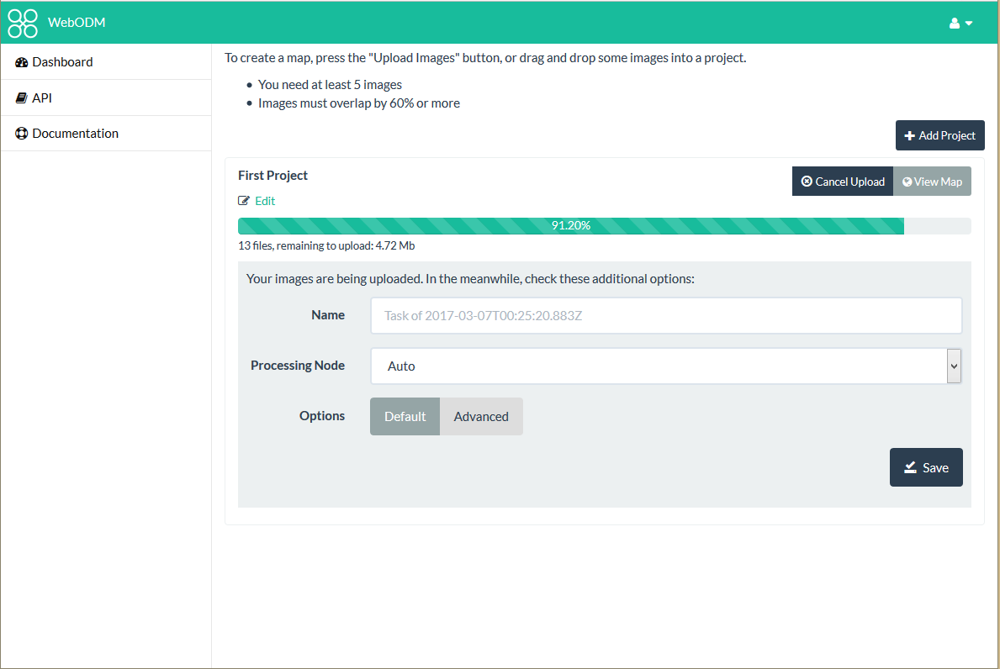 WebODM
Dashboard
API
Documentation
To create a map, press the "Upload Images" button, or drag and drop some images into a project.
• You need at least 5 images
• Images must overlap by 60% or more
Add Project
First Project
Cancel Upload
View Map
Edit
91.20%
13 files, remaining to upload: 4.72 Mb
Your images are being uploaded. In the meanwhile, check these additional options:
Name
Task of 2017-03-07T00:25:20.883Z
Processing Node
Auto
Options
Default
Advanced
Save